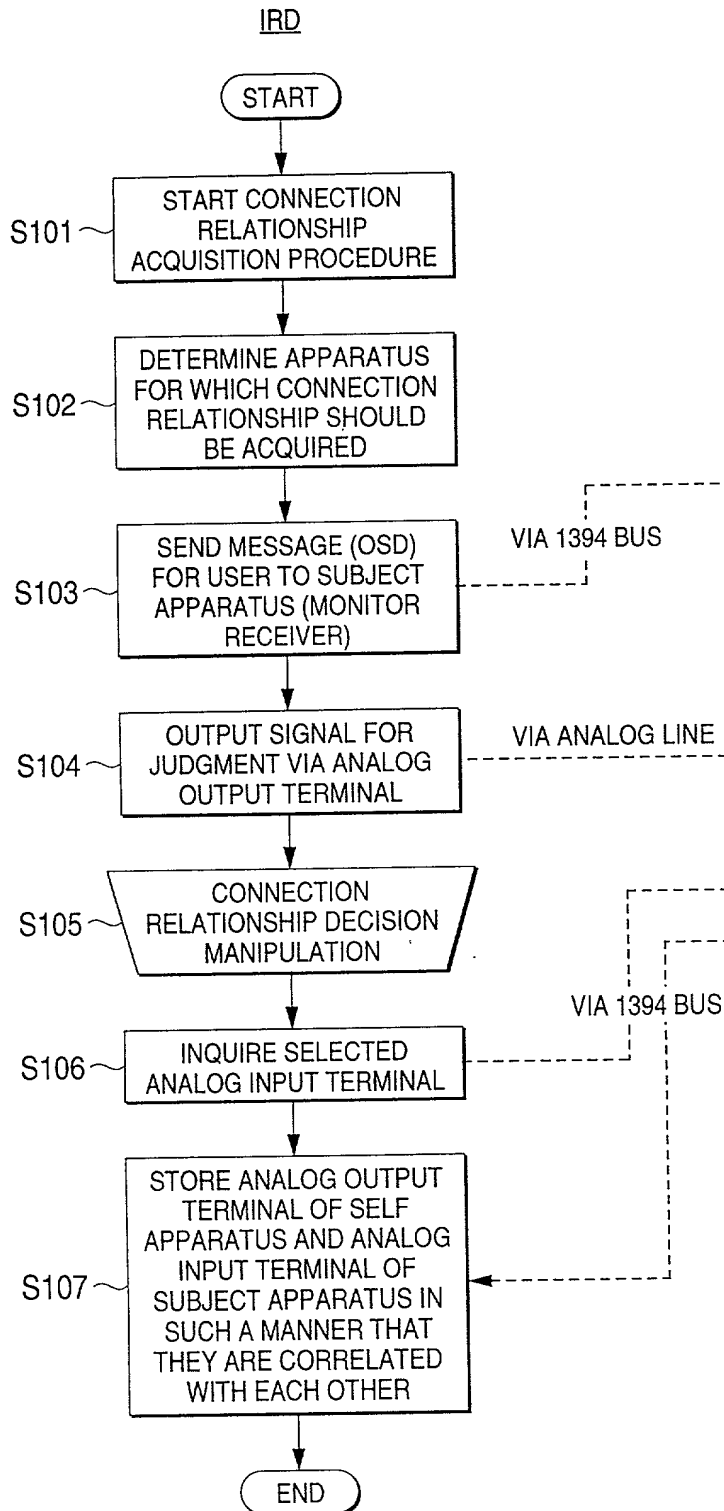 IRD
START
S101
START CONNECTION
RELATIONSHIP
ACQUISITION PROCEDURE
S102
DETERMINE APPARATUS
FOR WHICH CONNECTION
RELATIONSHIP SHOULD
BE ACQUIRED
S103
SEND MESSAGE (OSD)
FOR USER TO SUBJECT
APPARATUS (MONITOR
RECEIVER)
VIA 1394 BUS
S104
OUTPUT SIGNAL FOR
JUDGMENT VIA ANALOG
OUTPUT TERMINAL
VIA ANALOG LINE
S105
CONNECTION
RELATIONSHIP DECISION
MANIPULATION
VIA 1394 BUS
S106
INQUIRE SELECTED
ANALOG INPUT TERMINAL
S107
STORE ANALOG OUTPUT
TERMINAL OF SELF
APPARATUS AND ANALOG
INPUT TERMINAL OF
SUBJECT APPARATUS IN
SUCH A MANNER THAT
THEY ARE CORRELATED
WITH EACH OTHER
END